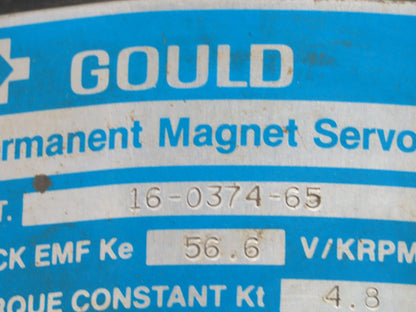 GOULD
ermanent Magnet Servo
T. 16-0374-65
CK EMF Ke 56.6 V/KRPM
RQUE CONSTANT Kt 4.8